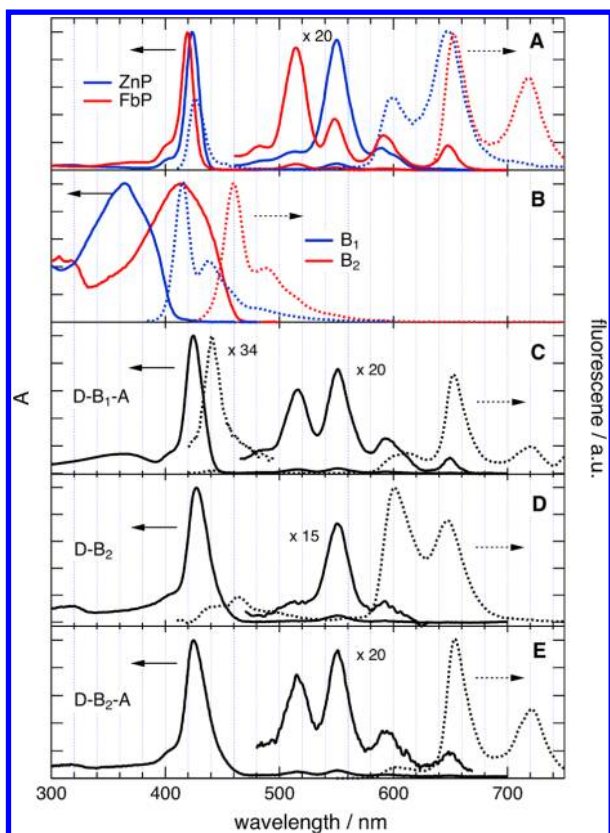 x 20
A
ZnP
FbP
B
B1
B2
x 34
C
x 20
D-B1-A
D
D-B2
x 15
E
x 20
D-B2-A
A
fluorescene / a.u.
300 400 500 600 700
wavelength / nm